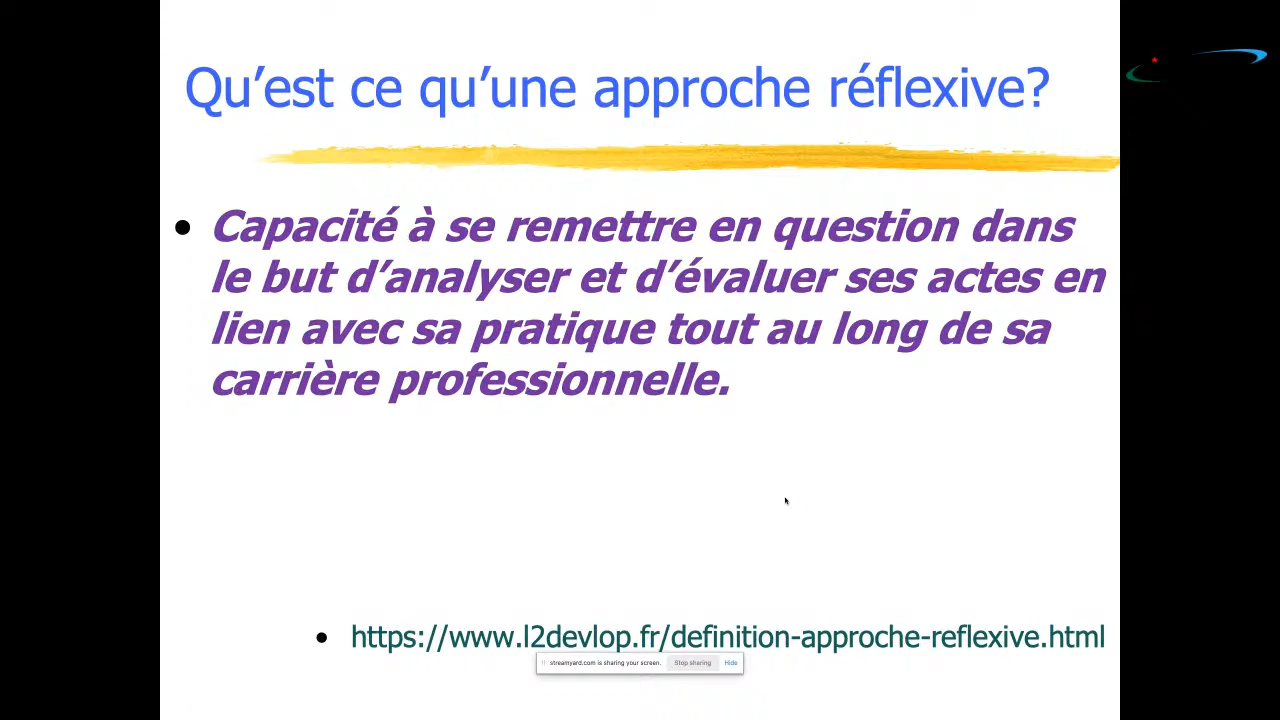 Qu’est ce qu’une approche réflexive?
• Capacité à se remettre en question dans
le but d’analyser et d’évaluer ses actes en
lien avec sa pratique tout au long de sa
carrière professionnelle.
• https://www.l2devlop.fr/definition-approche-reflexive.html
streamyard.com is sharing your screen. Stop sharing Hide